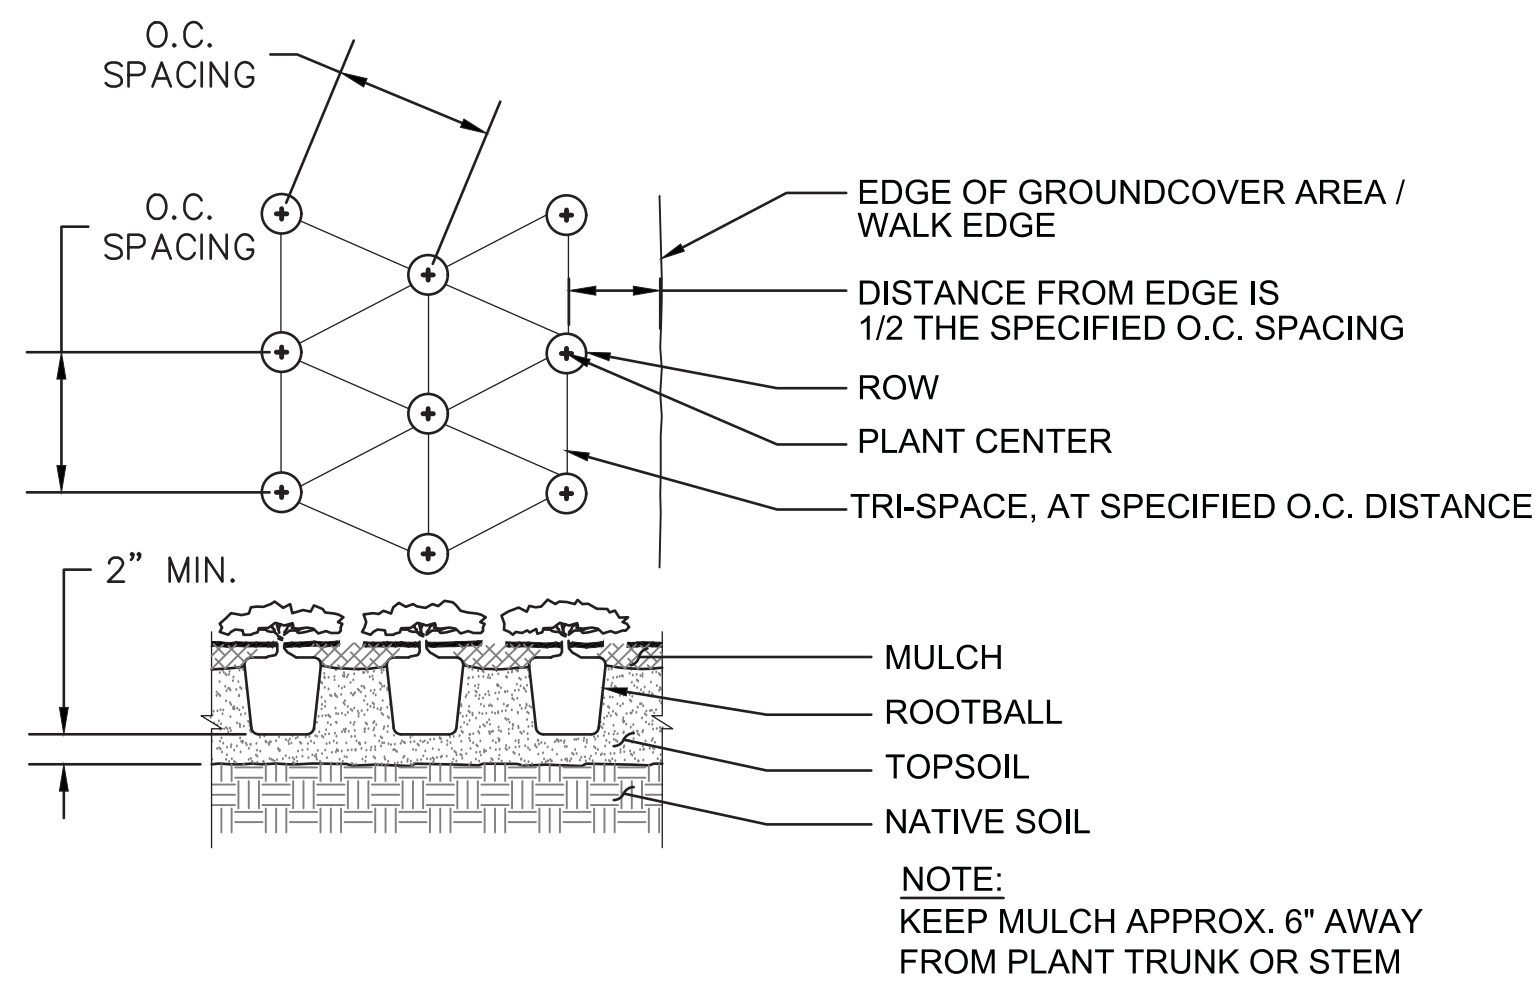 O.C.
SPACING
O.C.
SPACING
EDGE OF GROUNDCOVER AREA /
WALK EDGE
DISTANCE FROM EDGE IS
1/2 THE SPECIFIED O.C. SPACING
ROW
PLANT CENTER
TRI-SPACE, AT SPECIFIED O.C. DISTANCE
2” MIN.
MULCH
ROOTBALL
TOPSOIL
NATIVE SOIL
NOTE:
KEEP MULCH APPROX. 6" AWAY
FROM PLANT TRUNK OR STEM